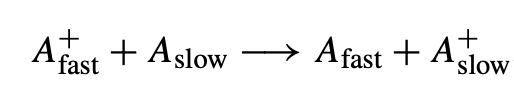 A⁺_fast + A_slow ⟶ A_fast + A⁺_slow